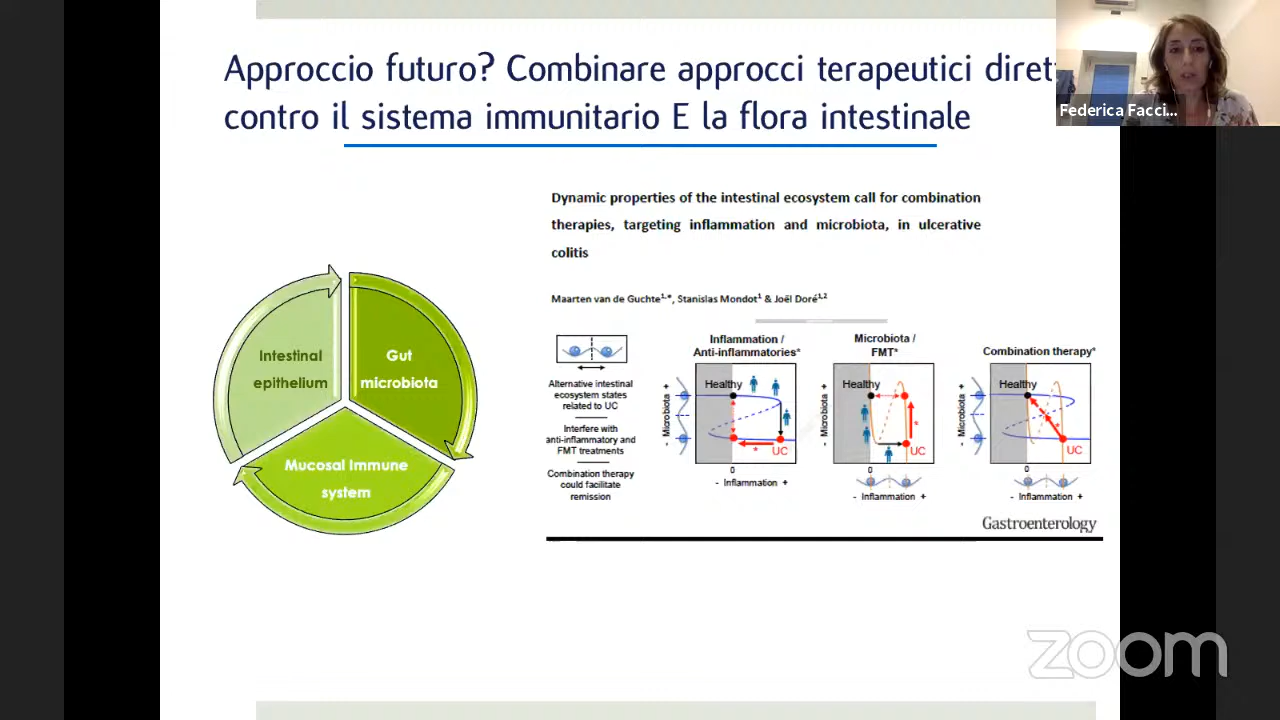 Approccio futuro? Combinare approcci terapeutici dirett
contro il sistema immunitario E la flora intestinale
Federica Facci...
Dynamic properties of the intestinal ecosystem call for combination
therapies, targeting inflammation and microbiota, in ulcerative
colitis
Maarten van de Guchte1,*, Stanislas Mondot1 & Joël Doré1,2
Intestinal
epithelium
Gut
microbiota
Mucosal Immune
system
Alternative intestinal
ecosystem states
related to UC
Interfere with
anti-inflammatory and
FMT treatments
Combination therapy
could facilitate
remission
Inflammation /
Anti-inflammatories*
Healthy
- Microbiota +
*
UC
0
- Inflammation +
Microbiota /
FMT*
Healthy
- Microbiota +
*
UC
0
- Inflammation +
Combination therapy*
Healthy
- Microbiota +
*
UC
0
- Inflammation +
Gastroenterology
zoom